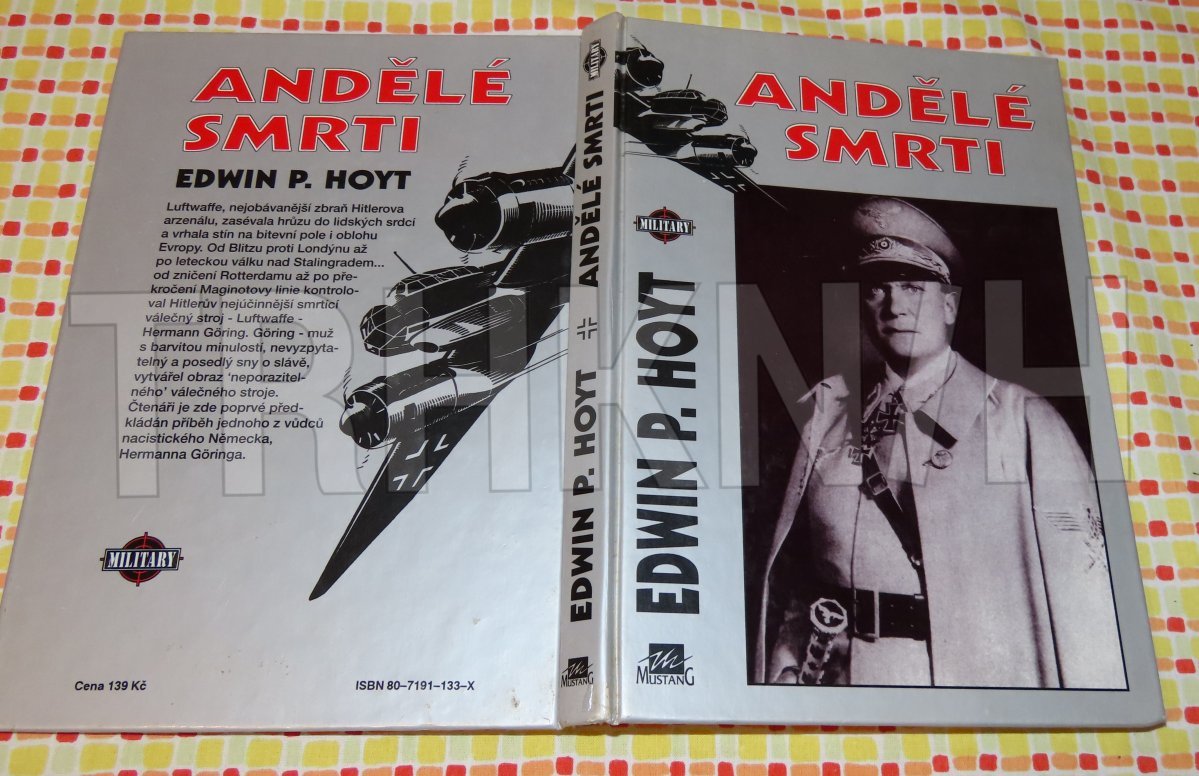 ANDĚLÉ
SMRTI
EDWIN P. HOYT
Luftwaffe, nejobávanější zbraň Hitlerova
arzenálu, zasévala hrůzu do lidských srdcí
a vrhala stín na bitevní pole i oblohu
Evropy. Od Blitzu proti Londýnu až
po leteckou válku nad Stalingradem...
od zničení Rotterdamu až po pře-
kročení Maginotovy linie kontrolo-
val Hitlerův nejúčinnější smrtící
válečný stroj - Luftwaffe -
Hermann Göring. Göring - muž
s barvitou minulostí, nevyzpyta-
telný a posedlý sny o slávě,
vytvářel obraz 'neporazitel-
ného' válečného stroje.
Čtenáři je zde poprvé před-
kládán příběh jednoho z vůdců
nacistického Německa,
Hermanna Göringa.
MILITARY
Cena 139 Kč
ISBN 80–7191–133–X
MILITARY
ANDĚLÉ SMRTI
EDWIN P. HOYT
MUSTANG
ANDĚLÉ
SMRTI
MILITARY
EDWIN P. HOYT
MUSTANG